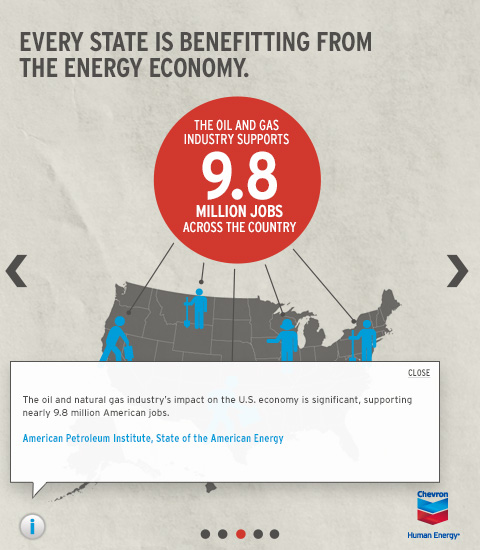 EVERY STATE IS BENEFITTING FROM
THE ENERGY ECONOMY.
THE OIL AND GAS
INDUSTRY SUPPORTS
9.8
MILLION JOBS
ACROSS THE COUNTRY
CLOSE
The oil and natural gas industry's impact on the U.S. economy is significant, supporting
nearly 9.8 million American jobs.
American Petroleum Institute, State of the American Energy
i
Chevron
Human Energy®